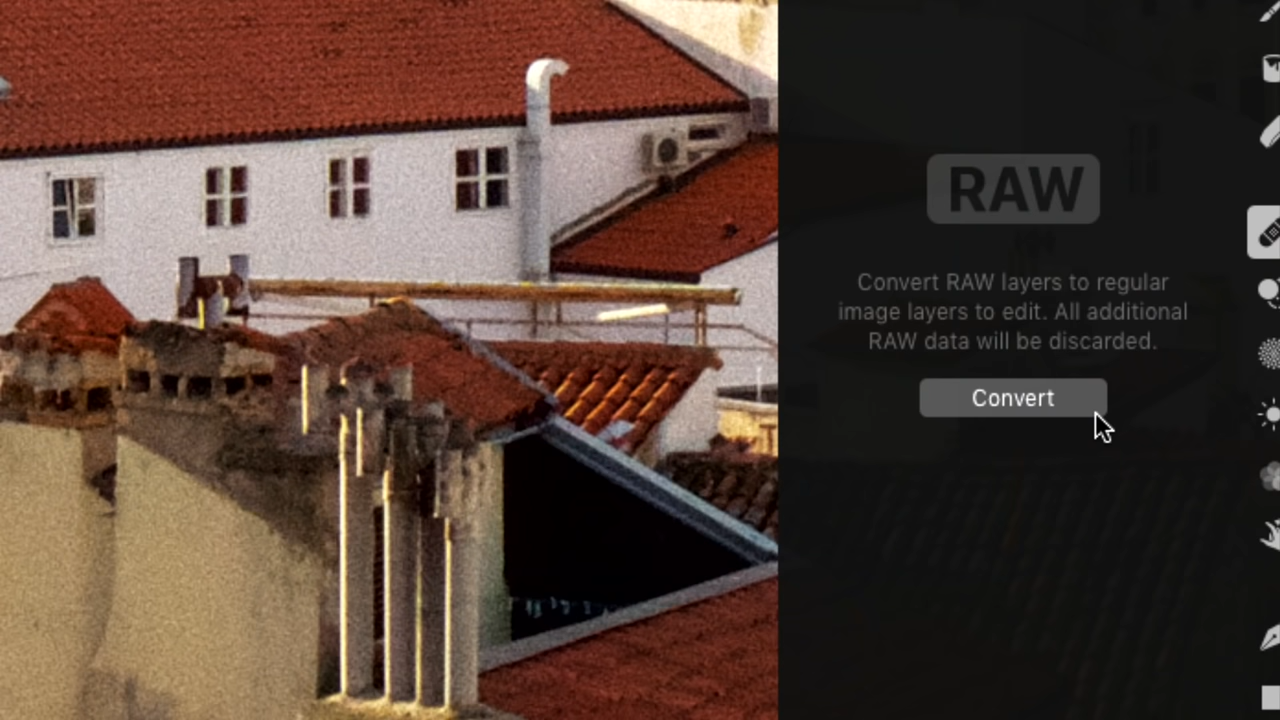 RAW
Convert RAW layers to regular
image layers to edit. All additional
RAW data will be discarded.
Convert